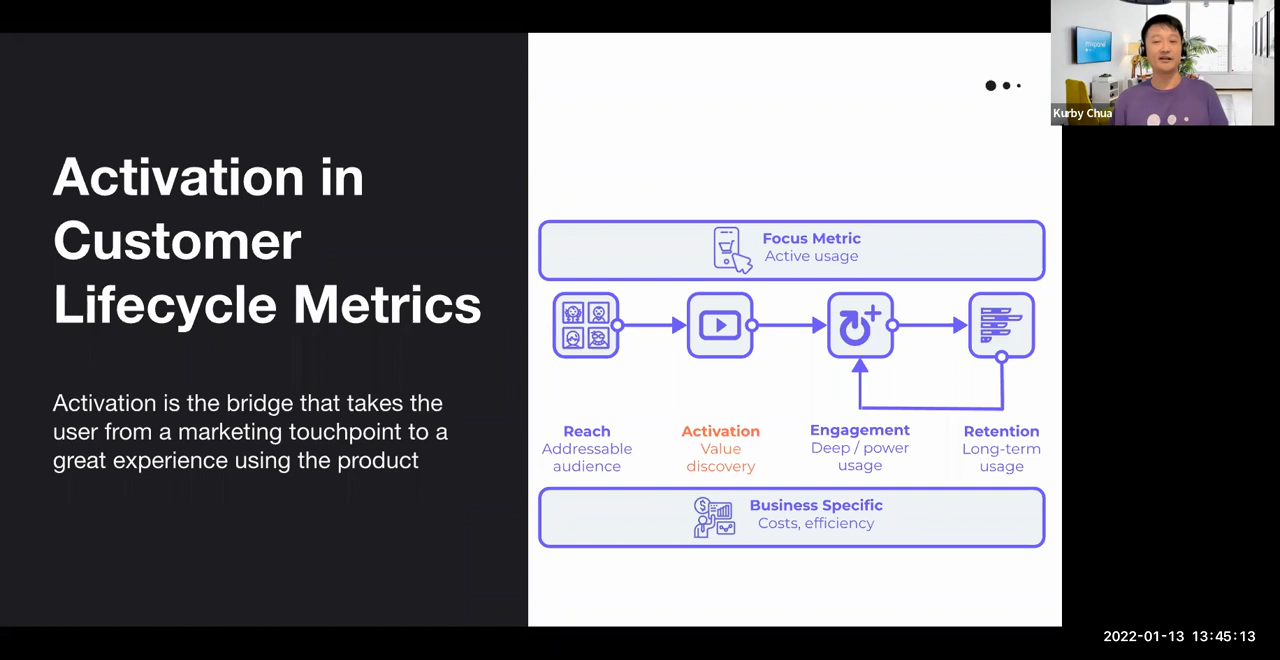 Activation in
Customer
Lifecycle Metrics
Activation is the bridge that takes the
user from a marketing touchpoint to a
great experience using the product
Focus Metric
Active usage
Reach
Addressable
audience
Activation
Value
discovery
Engagement
Deep / power
usage
Retention
Long-term
usage
Business Specific
Costs, efficiency
Kurby Chua
2022-01-13 13:45:13